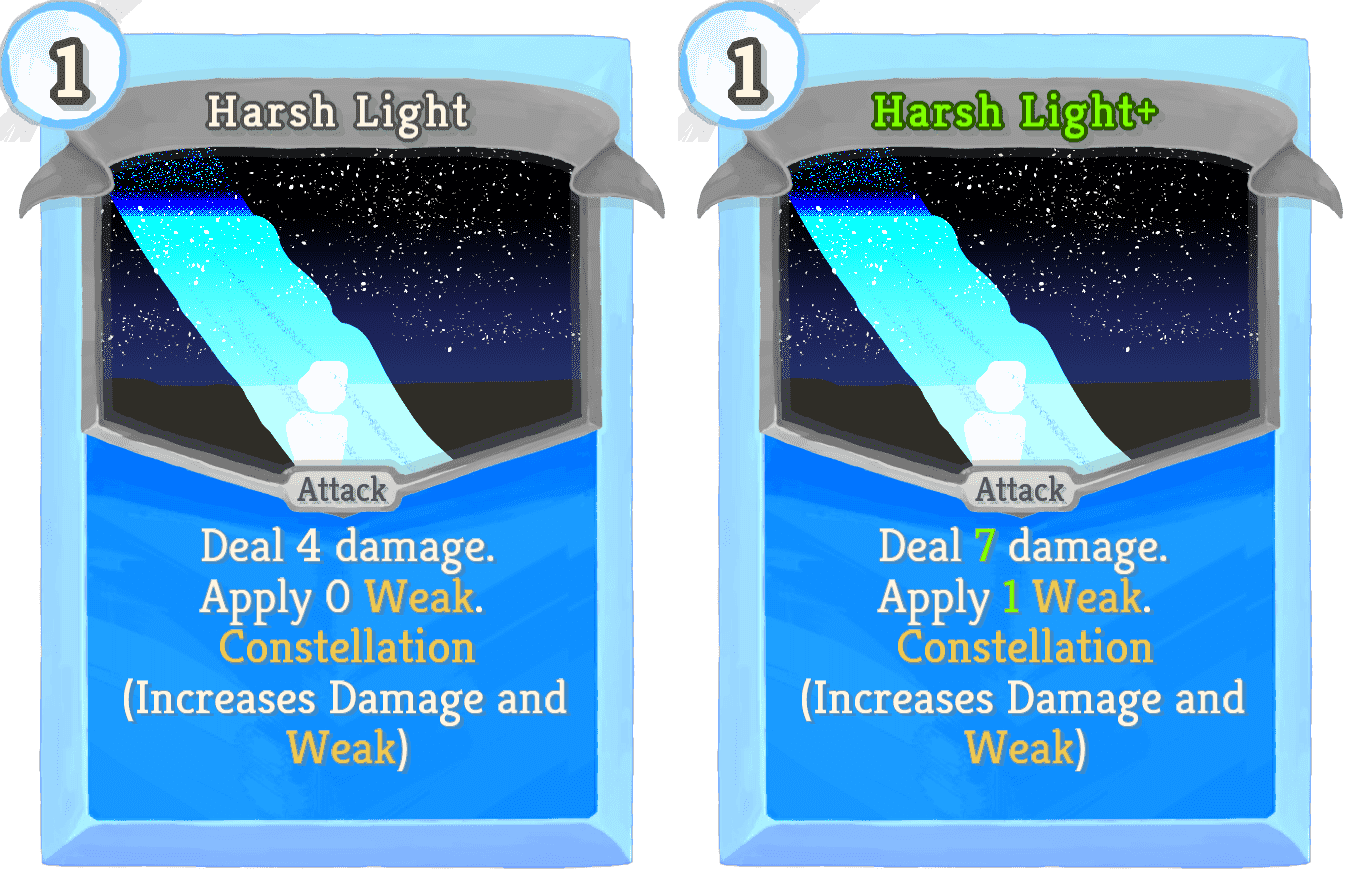 1
Harsh Light
Attack
Deal 4 damage.
Apply 0 Weak.
Constellation
(Increases Damage and
Weak)
1
Harsh Light+
Attack
Deal 7 damage.
Apply 1 Weak.
Constellation
(Increases Damage and
Weak)